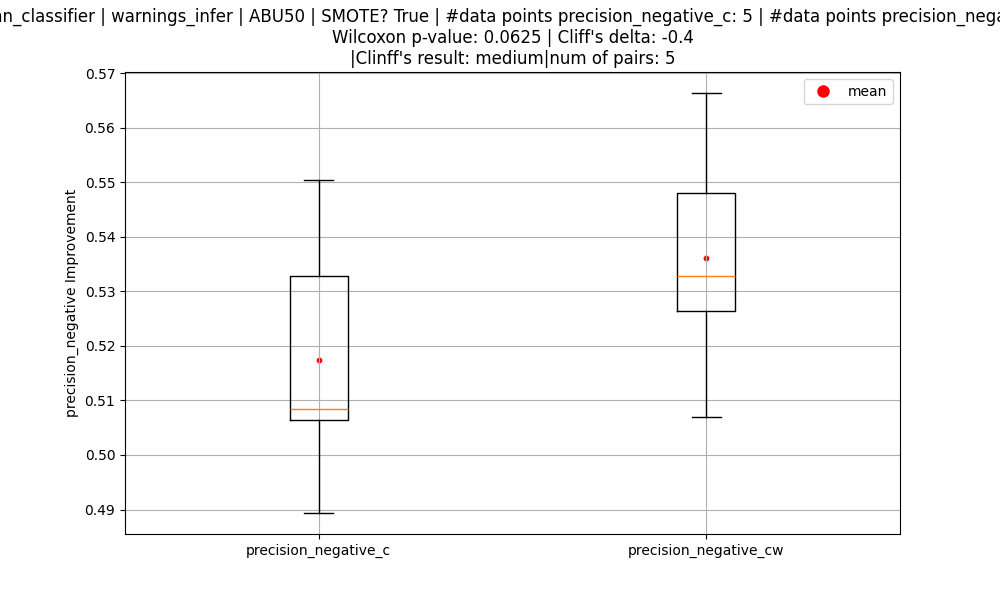 n_classifier | warnings_infer | ABU50 | SMOTE? True | #data points precision_negative_c: 5 | #data points precision_nega
Wilcoxon p-value: 0.0625 | Cliff's delta: -0.4
|Clinff's result: medium|num of pairs: 5
mean
0.57
0.56
0.55
0.54
0.53
0.52
0.51
0.50
0.49
precision_negative Improvement
precision_negative_c
precision_negative_cw